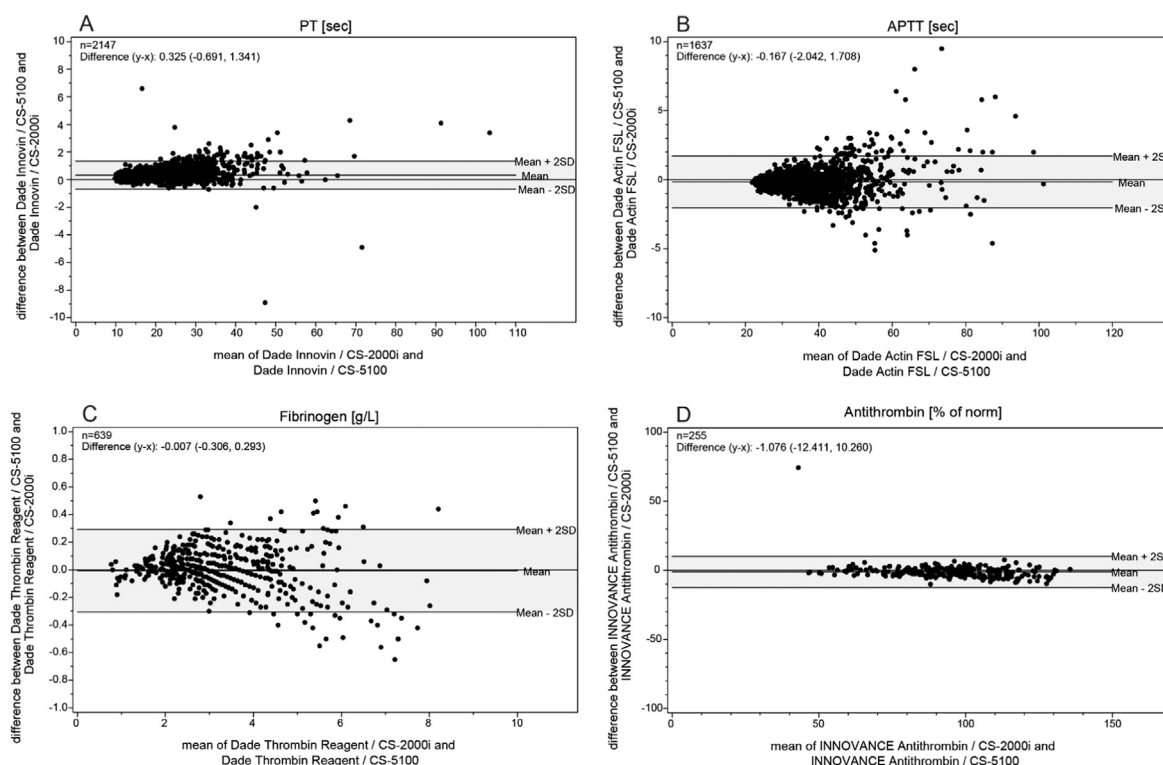 A
PT [sec]
n=2147
Difference (y-x): 0.325 (-0.691, 1.341)
difference between Dade Innovin / CS-5100 and
Dade Innovin / CS-2000i
10
8
6
4
2
0
-2
-4
-6
-8
-10
Mean + 2SD
Mean
Mean - 2SD
0 10 20 30 40 50 60 70 80 90 100 110
mean of Dade Innovin / CS-2000i and
Dade Innovin / CS-5100
B
APTT [sec]
n=1637
Difference (y-x): -0.167 (-2.042, 1.708)
difference between Dade Actin FSL / CS-5100 and
Dade Actin FSL / CS-2000i
10
5
0
-5
-10
Mean + 2SD
Mean
Mean - 2SD
0 20 40 60 80 100 120
mean of Dade Actin FSL / CS-2000i and
Dade Actin FSL / CS-5100
C
Fibrinogen [g/L]
n=639
Difference (y-x): -0.007 (-0.306, 0.293)
difference between Dade Thrombin Reagent / CS-5100 and
Dade Thrombin Reagent / CS-2000i
1.0
0.8
0.6
0.4
0.2
0.0
-0.2
-0.4
-0.6
-0.8
-1.0
Mean + 2SD
Mean
Mean - 2SD
0 2 4 6 8 10
mean of Dade Thrombin Reagent / CS-2000i and
Dade Thrombin Reagent / CS-5100
D
Antithrombin [% of norm]
n=255
Difference (y-x): -1.076 (-12.411, 10.260)
difference between INNOVANCE Antithrombin / CS-5100 and
INNOVANCE Antithrombin / CS-2000i
100
50
0
-50
-100
Mean + 2SD
Mean
Mean - 2SD
0 50 100 150
mean of INNOVANCE Antithrombin / CS-2000i and
INNOVANCE Antithrombin / CS-5100